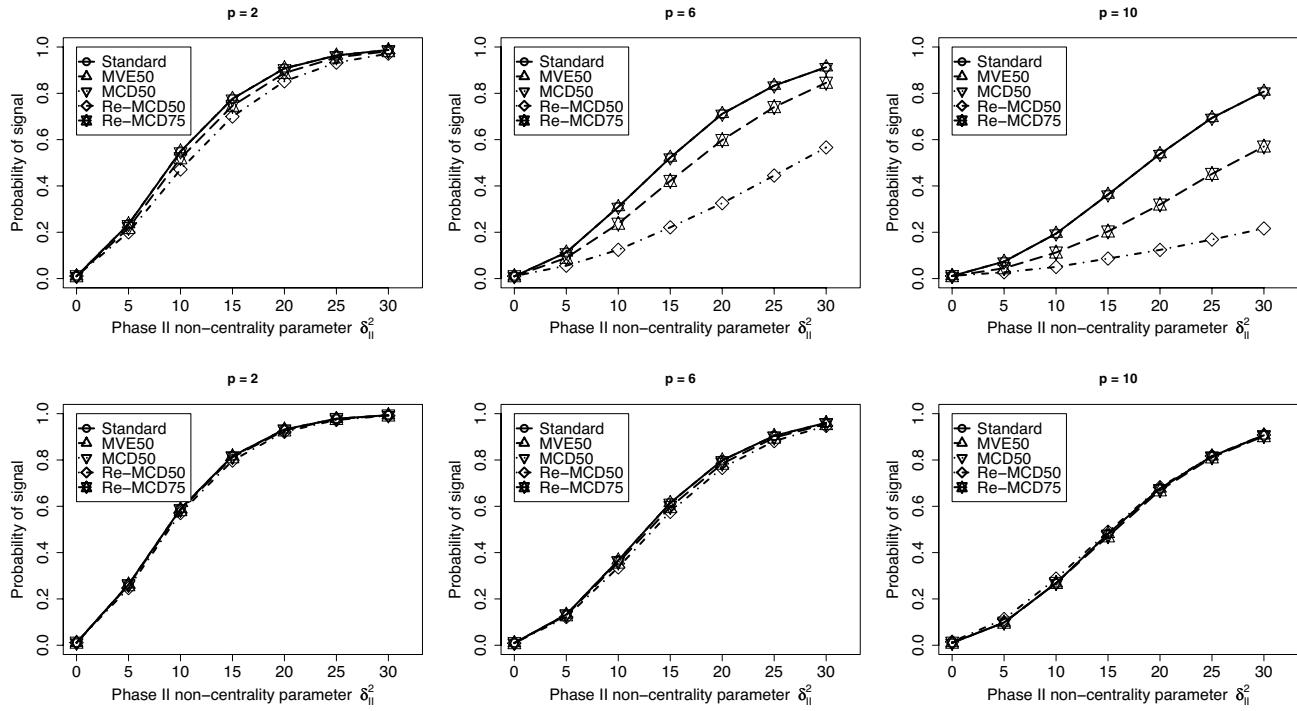 p = 2
Probability of signal
1.0
0.8
0.6
0.4
0.2
0.0
Standard
MVE50
MCD50
Re−MCD50
Re−MCD75
0 5 10 15 20 25 30
Phase II non−centrality parameter δ²II
p = 6
Probability of signal
1.0
0.8
0.6
0.4
0.2
0.0
Standard
MVE50
MCD50
Re−MCD50
Re−MCD75
0 5 10 15 20 25 30
Phase II non−centrality parameter δ²II
p = 10
Probability of signal
1.0
0.8
0.6
0.4
0.2
0.0
Standard
MVE50
MCD50
Re−MCD50
Re−MCD75
0 5 10 15 20 25 30
Phase II non−centrality parameter δ²II
p = 2
Probability of signal
1.0
0.8
0.6
0.4
0.2
0.0
Standard
MVE50
MCD50
Re−MCD50
Re−MCD75
0 5 10 15 20 25 30
Phase II non−centrality parameter δ²II
p = 6
Probability of signal
1.0
0.8
0.6
0.4
0.2
0.0
Standard
MVE50
MCD50
Re−MCD50
Re−MCD75
0 5 10 15 20 25 30
Phase II non−centrality parameter δ²II
p = 10
Probability of signal
1.0
0.8
0.6
0.4
0.2
0.0
Standard
MVE50
MCD50
Re−MCD50
Re−MCD75
0 5 10 15 20 25 30
Phase II non−centrality parameter δ²II